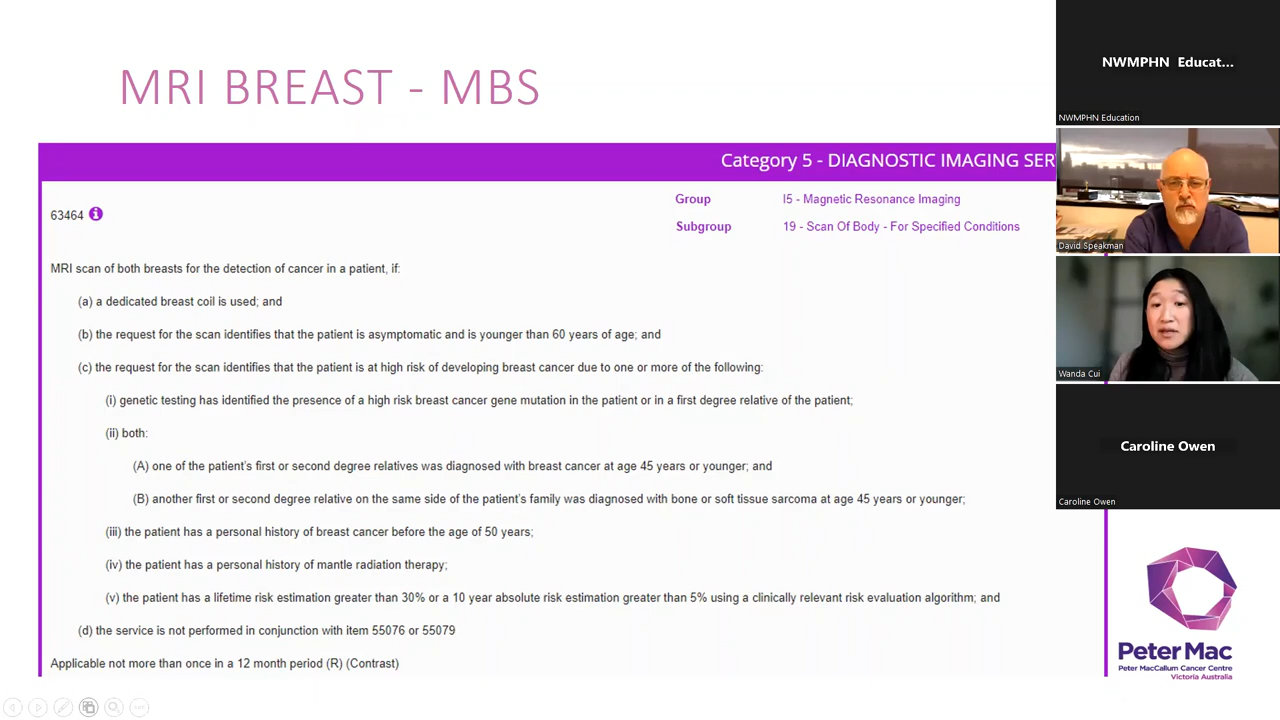 MRI BREAST - MBS
Category 5 - DIAGNOSTIC IMAGING SER
63464
Group I5 - Magnetic Resonance Imaging
Subgroup 19 - Scan Of Body - For Specified Conditions
MRI scan of both breasts for the detection of cancer in a patient, if:
(a) a dedicated breast coil is used; and
(b) the request for the scan identifies that the patient is asymptomatic and is younger than 60 years of age; and
(c) the request for the scan identifies that the patient is at high risk of developing breast cancer due to one or more of the following:
(i) genetic testing has identified the presence of a high risk breast cancer gene mutation in the patient or in a first degree relative of the patient;
(ii) both:
(A) one of the patient's first or second degree relatives was diagnosed with breast cancer at age 45 years or younger; and
(B) another first or second degree relative on the same side of the patient's family was diagnosed with bone or soft tissue sarcoma at age 45 years or younger;
(iii) the patient has a personal history of breast cancer before the age of 50 years;
(iv) the patient has a personal history of mantle radiation therapy;
(v) the patient has a lifetime risk estimation greater than 30% or a 10 year absolute risk estimation greater than 5% using a clinically relevant risk evaluation algorithm; and
(d) the service is not performed in conjunction with item 55076 or 55079
Applicable not more than once in a 12 month period (R) (Contrast)
NWMPHN Educat...
NWMPHN Education
David Speakman
Wanda Cui
Caroline Owen
Caroline Owen
Peter Mac
Peter MacCallum Cancer Centre
Victoria Australia